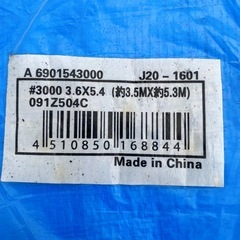 A 6901543000 J20-1601
#3000 3.6X5.4 (約3.5MX約5.3M)
091Z504C
4 510850 168844
Made in China